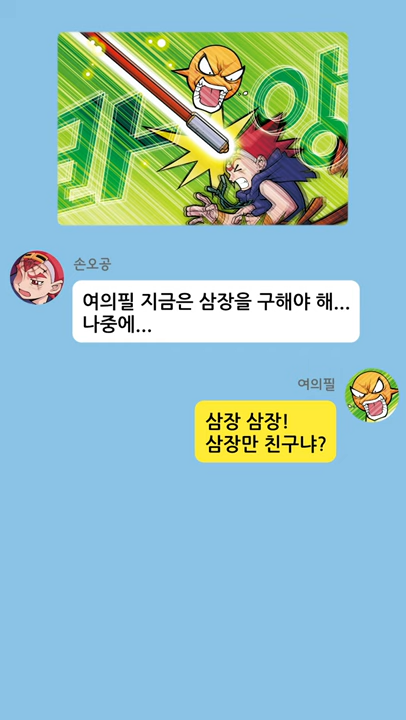 콰앙
손오공
여의필 지금은 삼장을 구해야 해...
나중에...
여의필
삼장 삼장!
삼장만 친구냐?